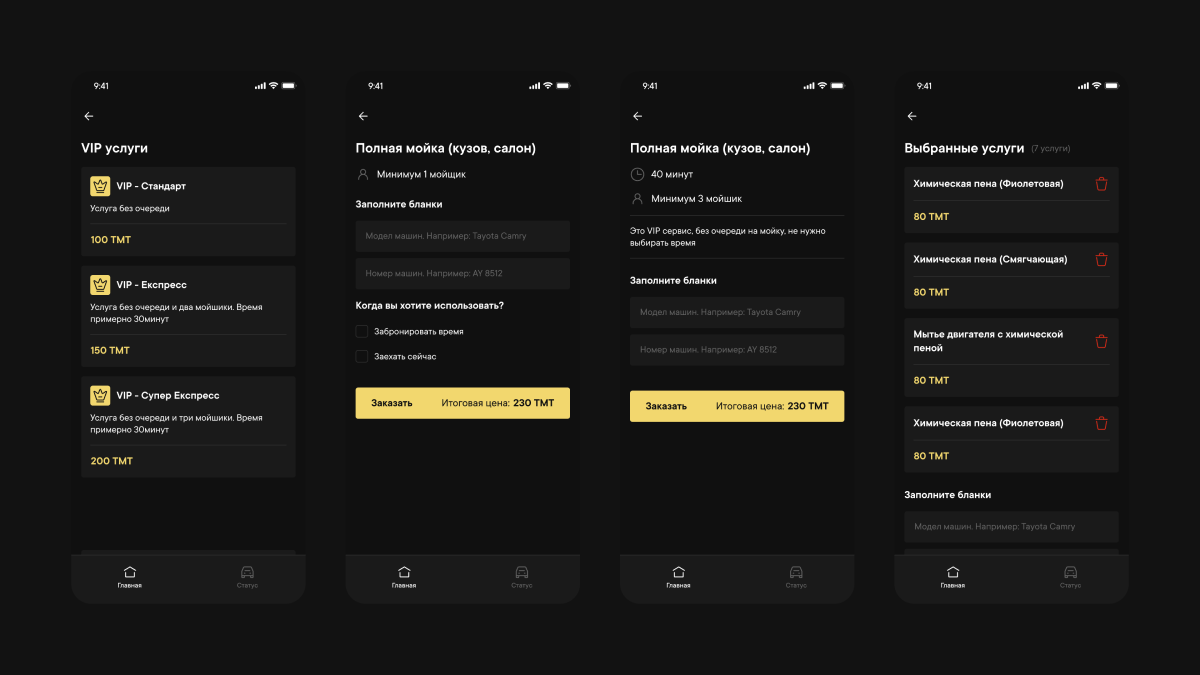 9:41
VIP услуги
VIP - Стандарт
Услуга без очереди
100 ТМТ
VIP - Експресс
Услуга без очереди и два мойшики. Время
примерно 30минут
150 ТМТ
VIP - Супер Експресс
Услуга без очереди и три мойшики. Время
примерно 30минут
200 ТМТ
Главная
Статус
9:41
Полная мойка (кузов, салон)
Минимум 1 мойщик
Заполните бланки
Модел машин. Например: Tayota Camry
Номер машин. Например: AY 8512
Когда вы хотите использовать?
Забронировать время
Заехать сейчас
Заказать
Итоговая цена: 230 ТМТ
Главная
Статус
9:41
Полная мойка (кузов, салон)
40 минут
Минимум 3 мойшик
Это VIP сервис, без очереди на мойку, не нужно
выбирать время
Заполните бланки
Модел машин. Например: Tayota Camry
Номер машин. Например: AY 8512
Заказать
Итоговая цена: 230 ТМТ
Главная
Статус
9:41
Выбранные услуги (7 услуги)
Химическая пена (Фиолетовая)
80 ТМТ
Химическая пена (Смягчающая)
80 ТМТ
Мытье двигателя с химической
пеной
80 ТМТ
Химическая пена (Фиолетовая)
80 ТМТ
Заполните бланки
Модел машин. Например: Tayota Camry
Главная
Статус